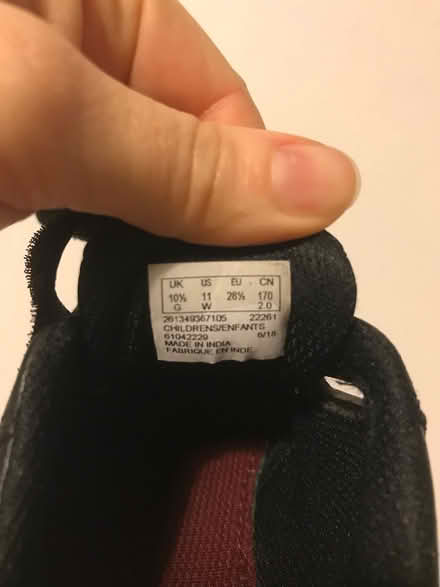 UK US EU CN
10½ 11 28½ 170
G W 2.0
261349367105 22261
CHILDRENS/ENFANTS
61042229 6/18
MADE IN INDIA
FABRIQUE EN INDE